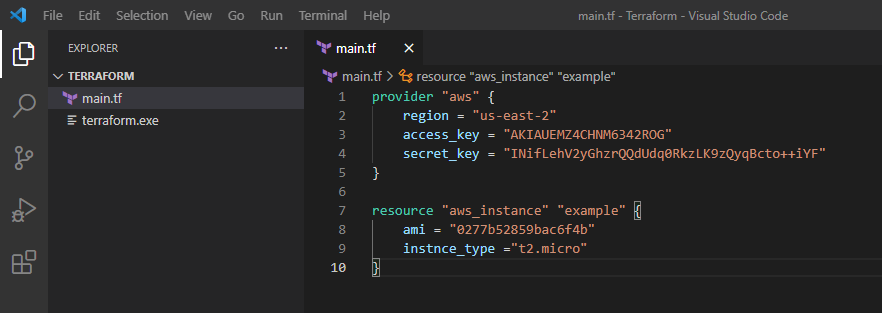 File Edit Selection View Go Run Terminal Help main.tf - Terraform - Visual Studio Code
EXPLORER ···
main.tf ×
TERRAFORM
main.tf > resource "aws_instance" "example"
main.tf
terraform.exe
1 provider "aws" {
2 region = "us-east-2"
3 access_key = "AKIAUEMZ4CHNM6342ROG"
4 secret_key = "INifLehV2yGhzrQQdUdq0RkzLK9zQyqBcto++iYF"
5 }
6
7 resource "aws_instance" "example" {
8 ami = "0277b52859bac6f4b"
9 instnce_type ="t2.micro"
10 }